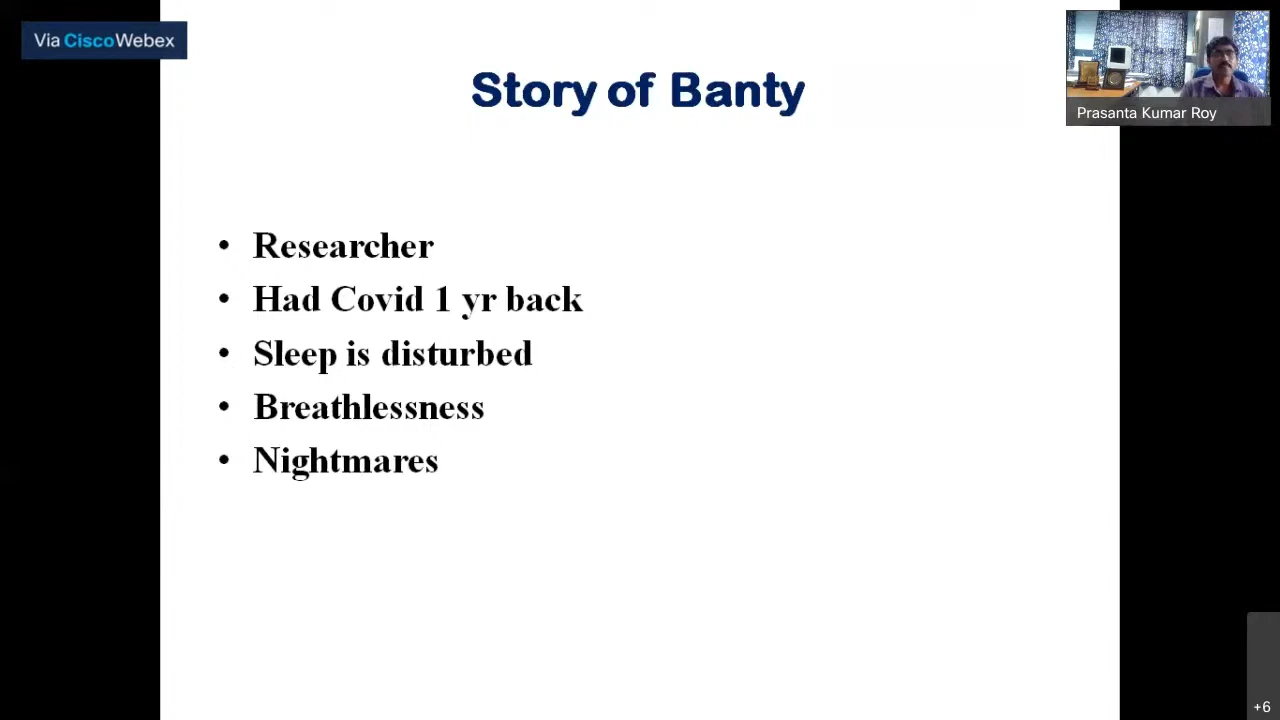 Via CiscoWebex
Story of Banty
Prasanta Kumar Roy
• Researcher
• Had Covid 1 yr back
• Sleep is disturbed
• Breathlessness
• Nightmares
+6